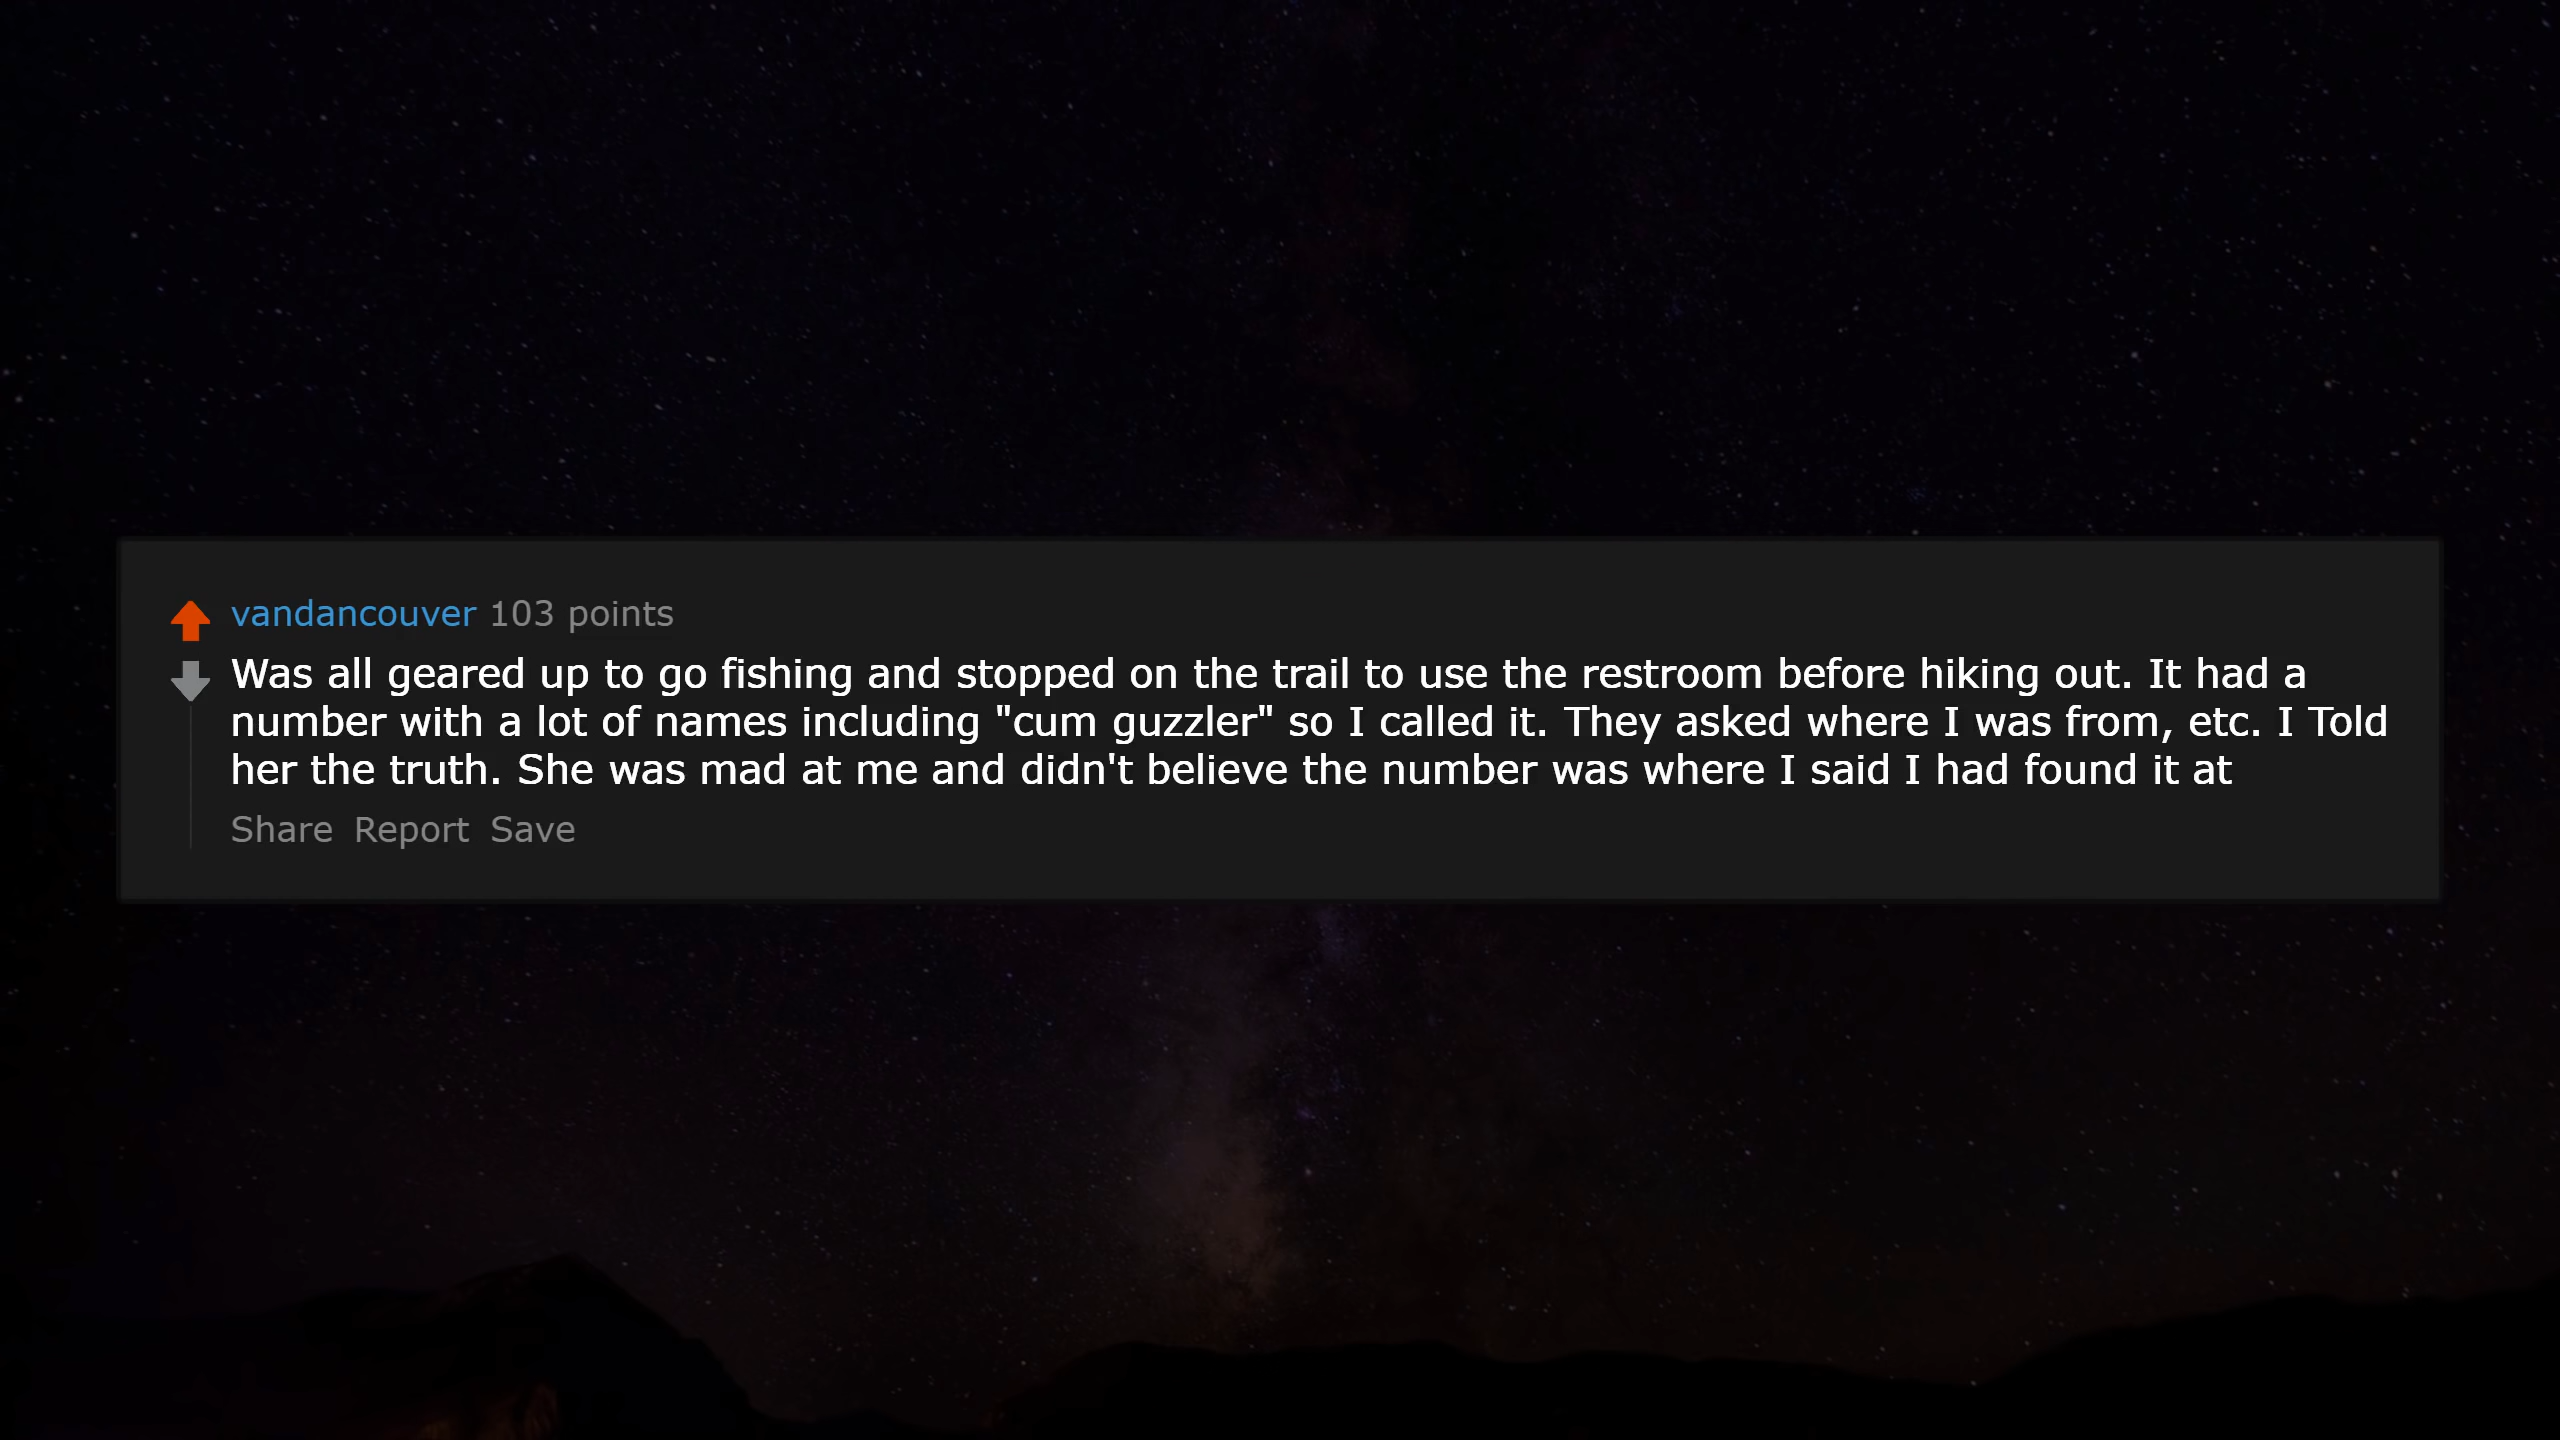 vandancouver 103 points
Was all geared up to go fishing and stopped on the trail to use the restroom before hiking out. It had a
number with a lot of names including "cum guzzler" so I called it. They asked where I was from, etc. I Told
her the truth. She was mad at me and didn't believe the number was where I said I had found it at
Share Report Save